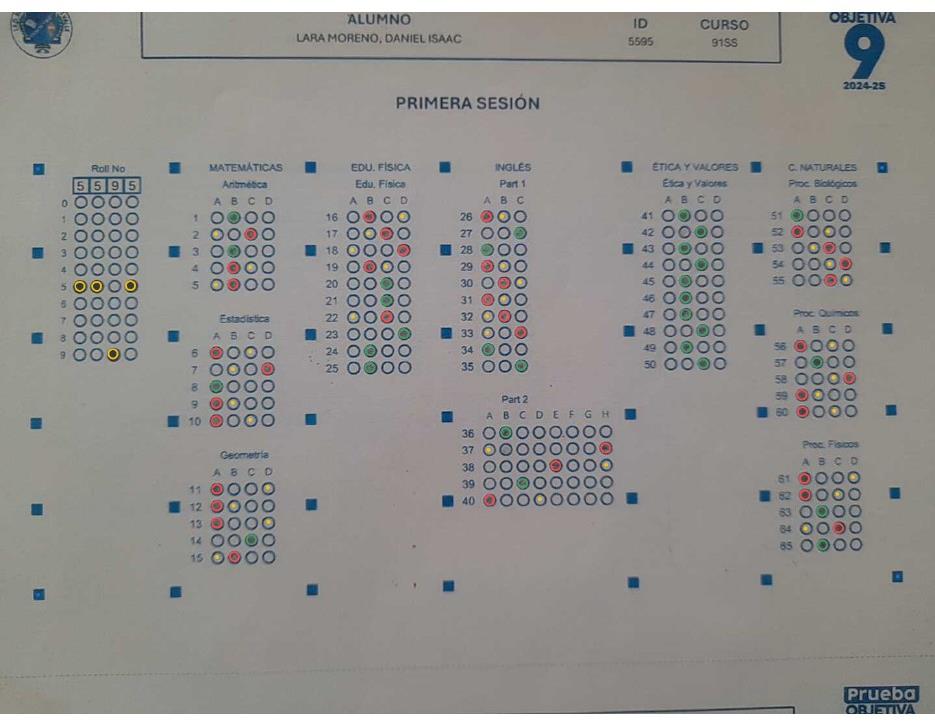 ALUMNO
LARA MORENO, DANIEL ISAAC
ID
5595
CURSO
91SS
OBJETIVA
9
2024-2S
PRIMERA SESIÓN
Roll No
5 5 9 5
0
1
2
3
4
5
6
7
8
9
MATEMÁTICAS
Aritmética
A B C D
1
2
3
4
5
Estadística
A B C D
6
7
8
9
10
Geometría
A B C D
11
12
13
14
15
EDU. FÍSICA
Edu. Física
A B C D
16
17
18
19
20
21
22
23
24
25
INGLÉS
Part 1
A B C
26
27
28
29
30
31
32
33
34
35
Part 2
A B C D E F G H
36
37
38
39
40
ÉTICA Y VALORES
Ética y Valores
A B C D
41
42
43
44
45
46
47
48
49
50
C. NATURALES
Proc. Biológicos
A B C D
51
52
53
54
55
Proc. Químicos
A B C D
56
57
58
59
60
Proc. Físicos
A B C D
61
62
63
64
65
Prueba
OBJETIVA